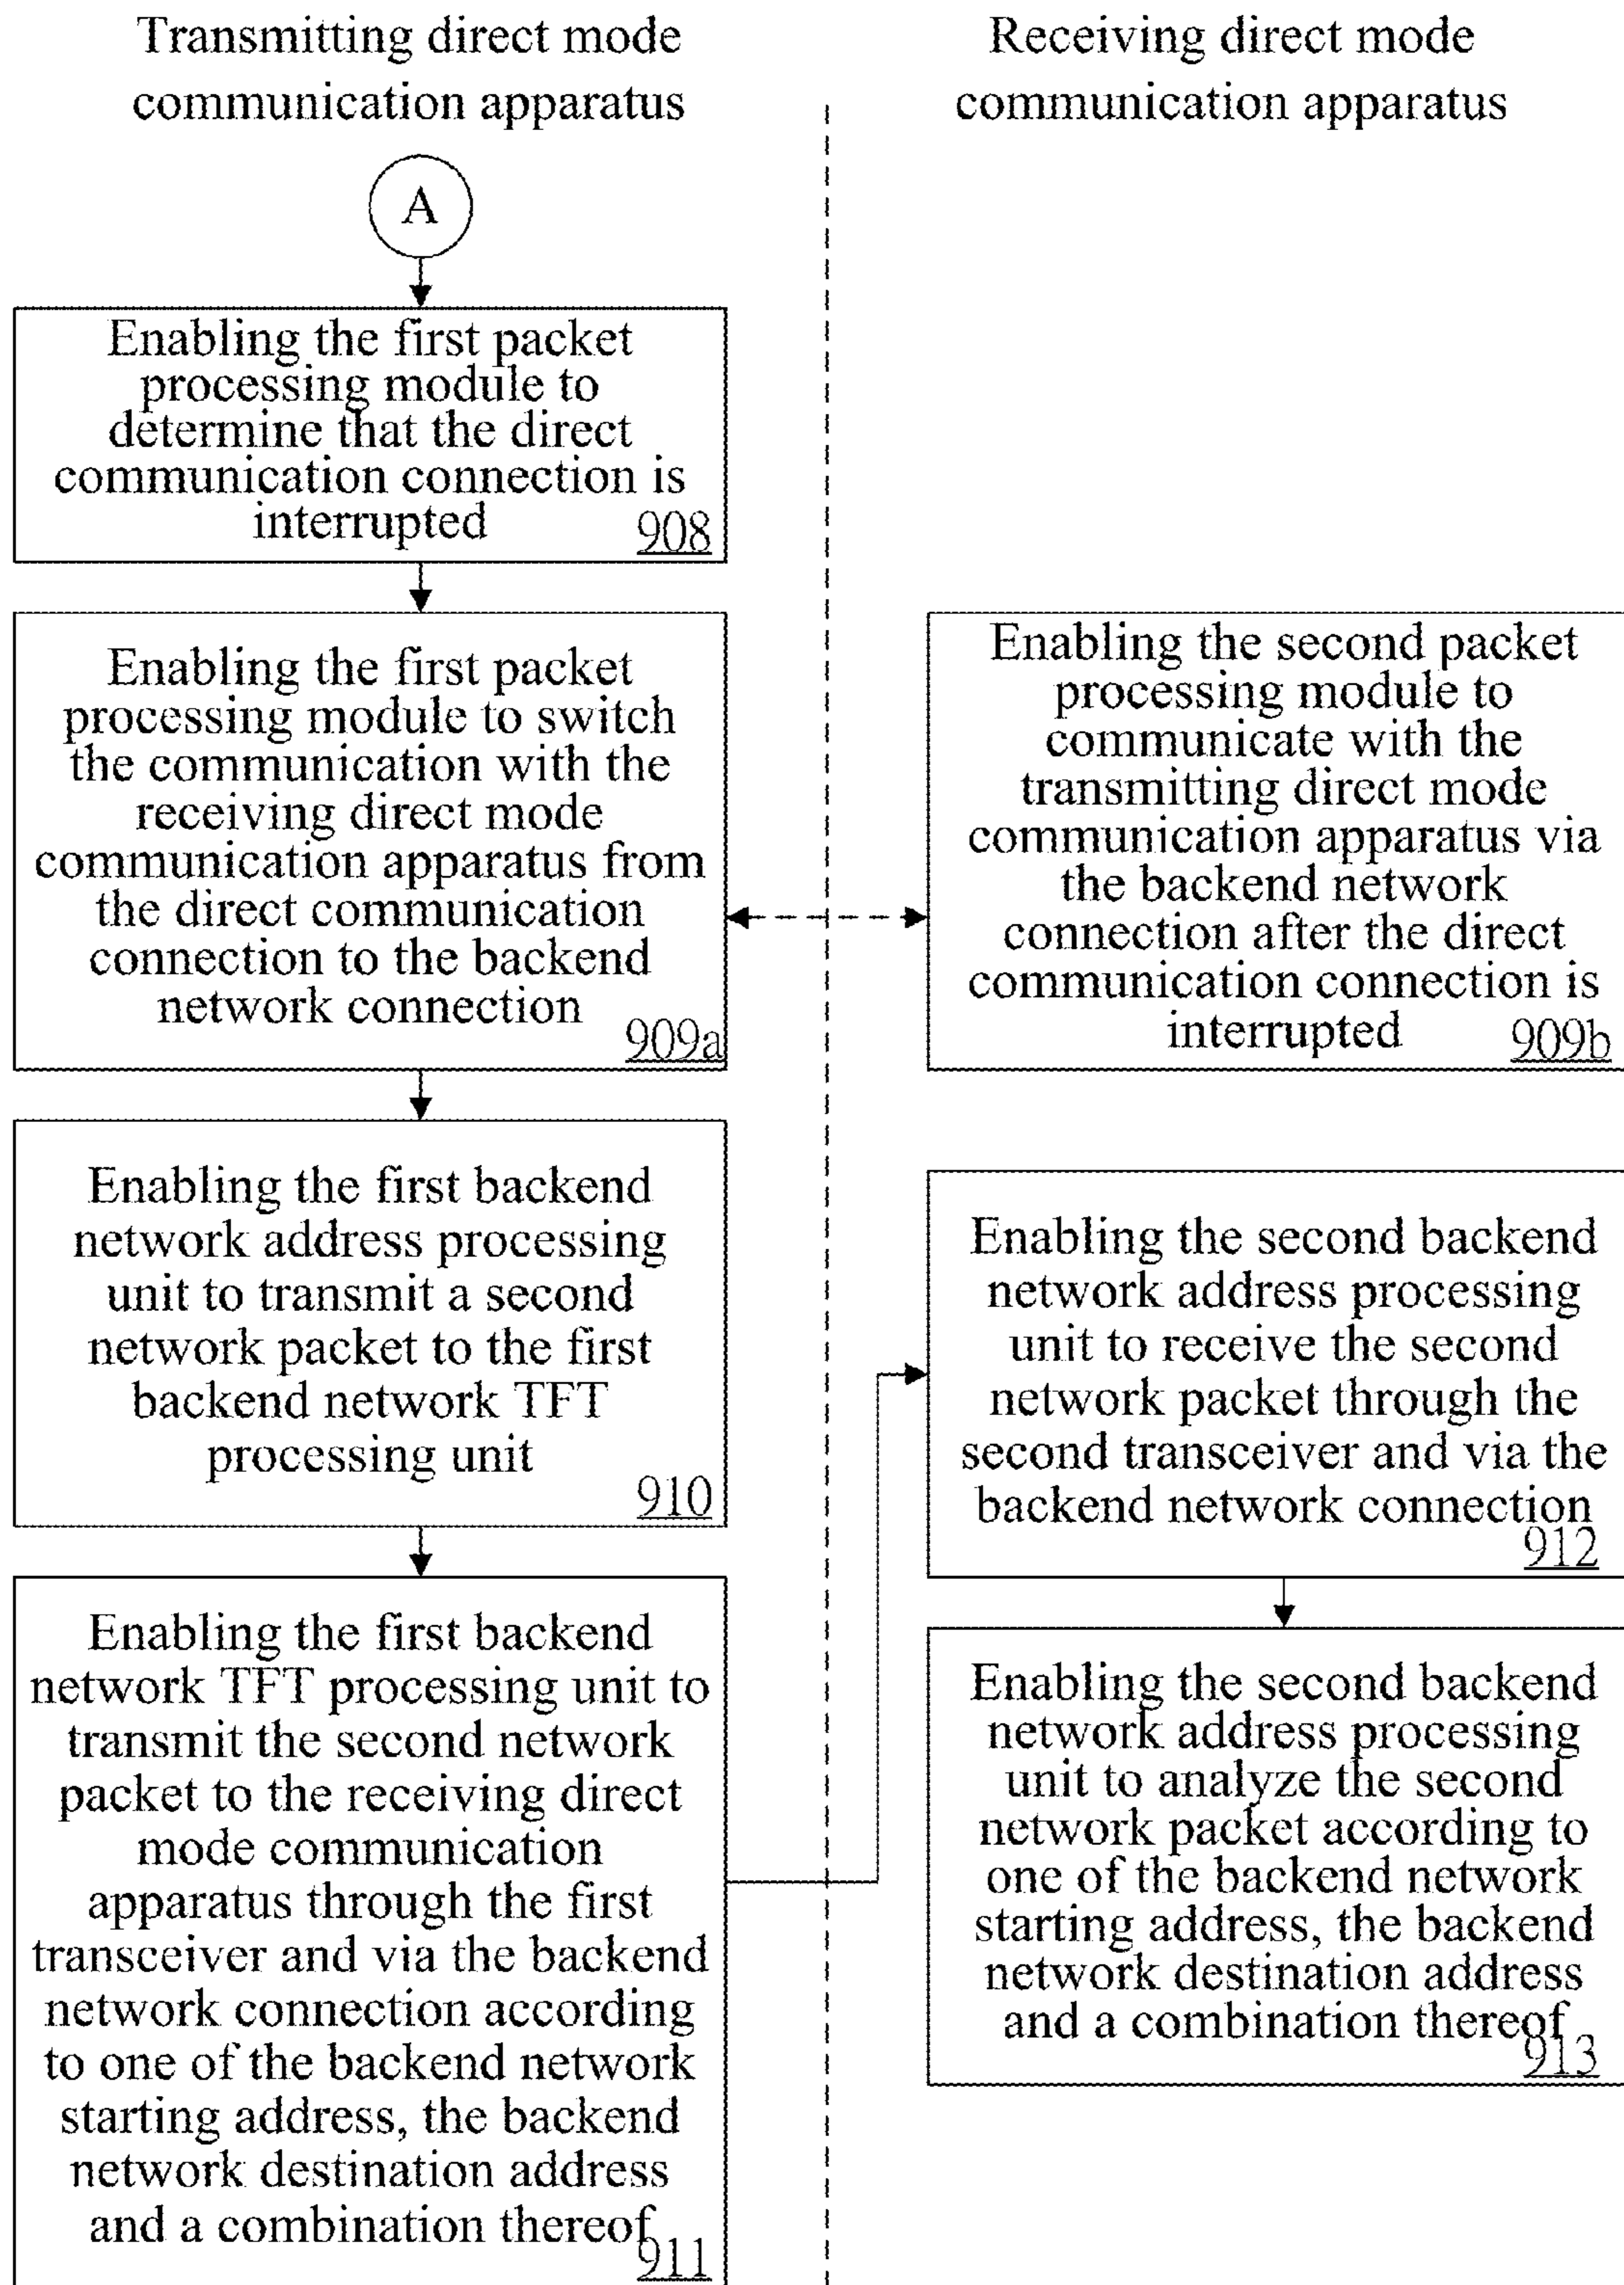 Transmitting direct mode
communication apparatus
Receiving direct mode
communication apparatus
A
Enabling the first packet
processing module to
determine that the direct
communication connection is
interrupted
908
Enabling the first packet
processing module to switch
the communication with the
receiving direct mode
communication apparatus from
the direct communication
connection to the backend
network connection
909a
Enabling the second packet
processing module to
communicate with the
transmitting direct mode
communication apparatus via
the backend network
connection after the direct
communication connection is
interrupted
909b
Enabling the first backend
network address processing
unit to transmit a second
network packet to the first
backend network TFT
processing unit
910
Enabling the first backend
network TFT processing unit to
transmit the second network
packet to the receiving direct
mode communication
apparatus through the first
transceiver and via the backend
network connection according
to one of the backend network
starting address, the backend
network destination address
and a combination thereof
911
Enabling the second backend
network address processing
unit to receive the second
network packet through the
second transceiver and via the
backend network connection
912
Enabling the second backend
network address processing
unit to analyze the second
network packet according to
one of the backend network
starting address, the backend
network destination address
and a combination thereof
913